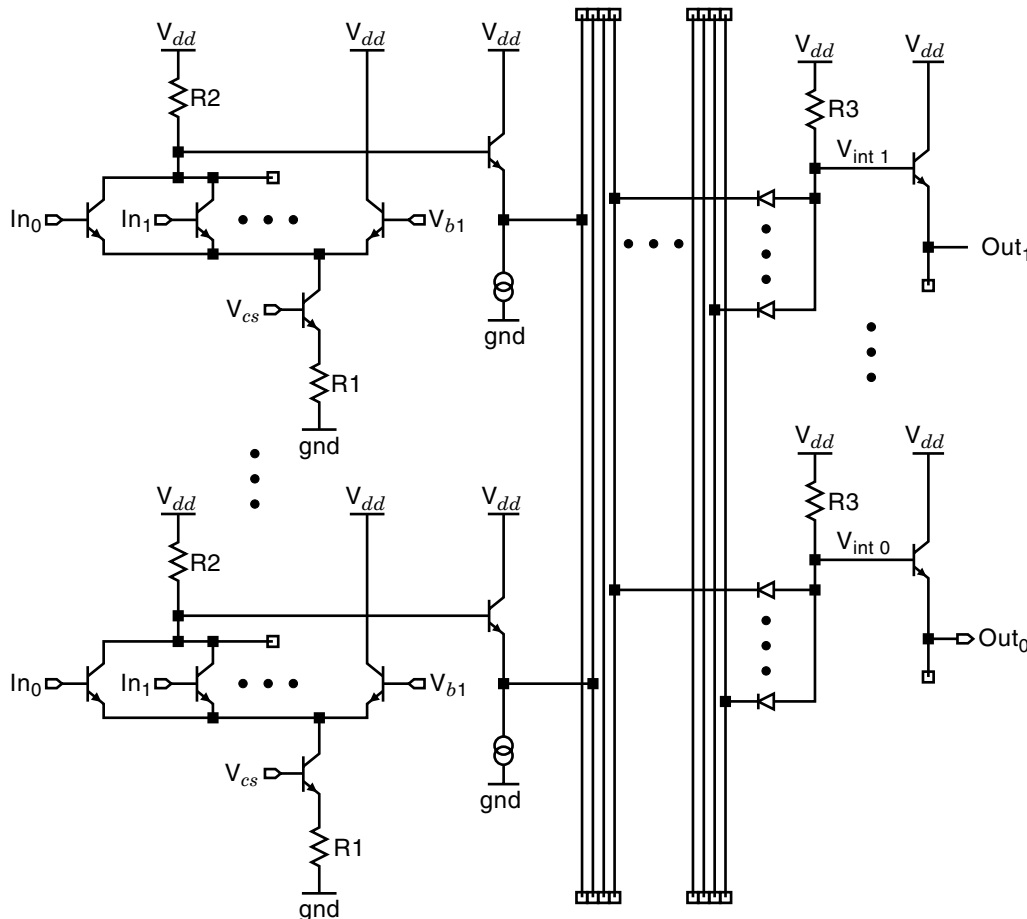 V_dd V_dd V_dd
R2
In_0 In_1 V_b1
V_cs
R1
gnd
gnd
V_dd V_dd
R3
V_int 1
Out_1
V_dd V_dd V_dd
R2
In_0 In_1 V_b1
V_cs
R1
gnd
gnd
V_dd V_dd
R3
V_int 0
Out_0